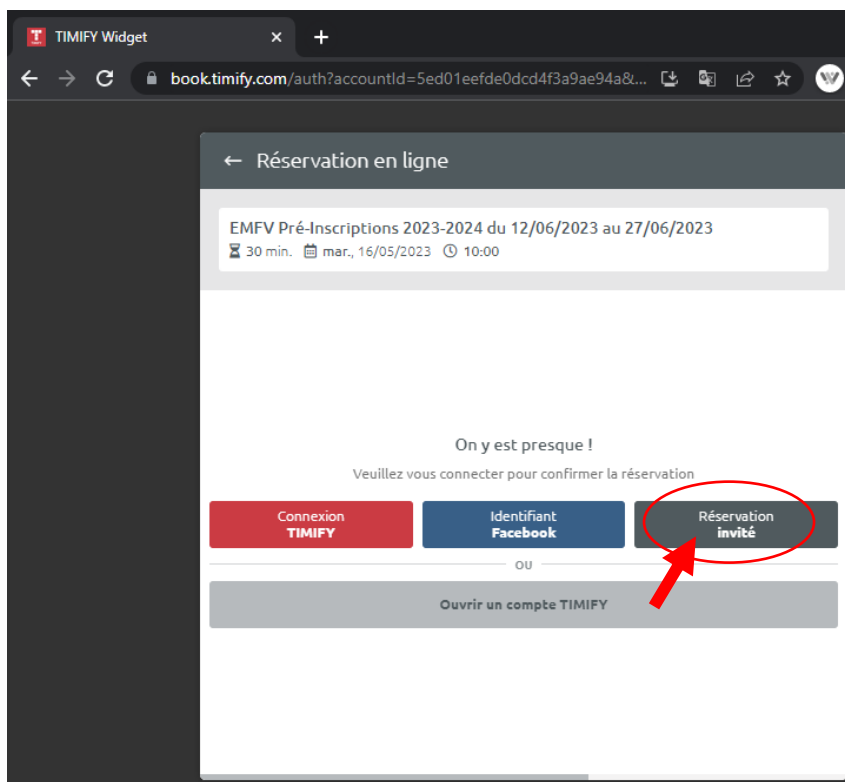 TIMIFY Widget
book.timify.com/auth?accountId=5ed01eefde0dcd4f3a9ae94a&...
← Réservation en ligne
EMFV Pré-Inscriptions 2023-2024 du 12/06/2023 au 27/06/2023
30 min. mar., 16/05/2023 10:00
On y est presque !
Veuillez vous connecter pour confirmer la réservation
Connexion
TIMIFY
Identifiant
Facebook
Réservation
invité
OU
Ouvrir un compte TIMIFY